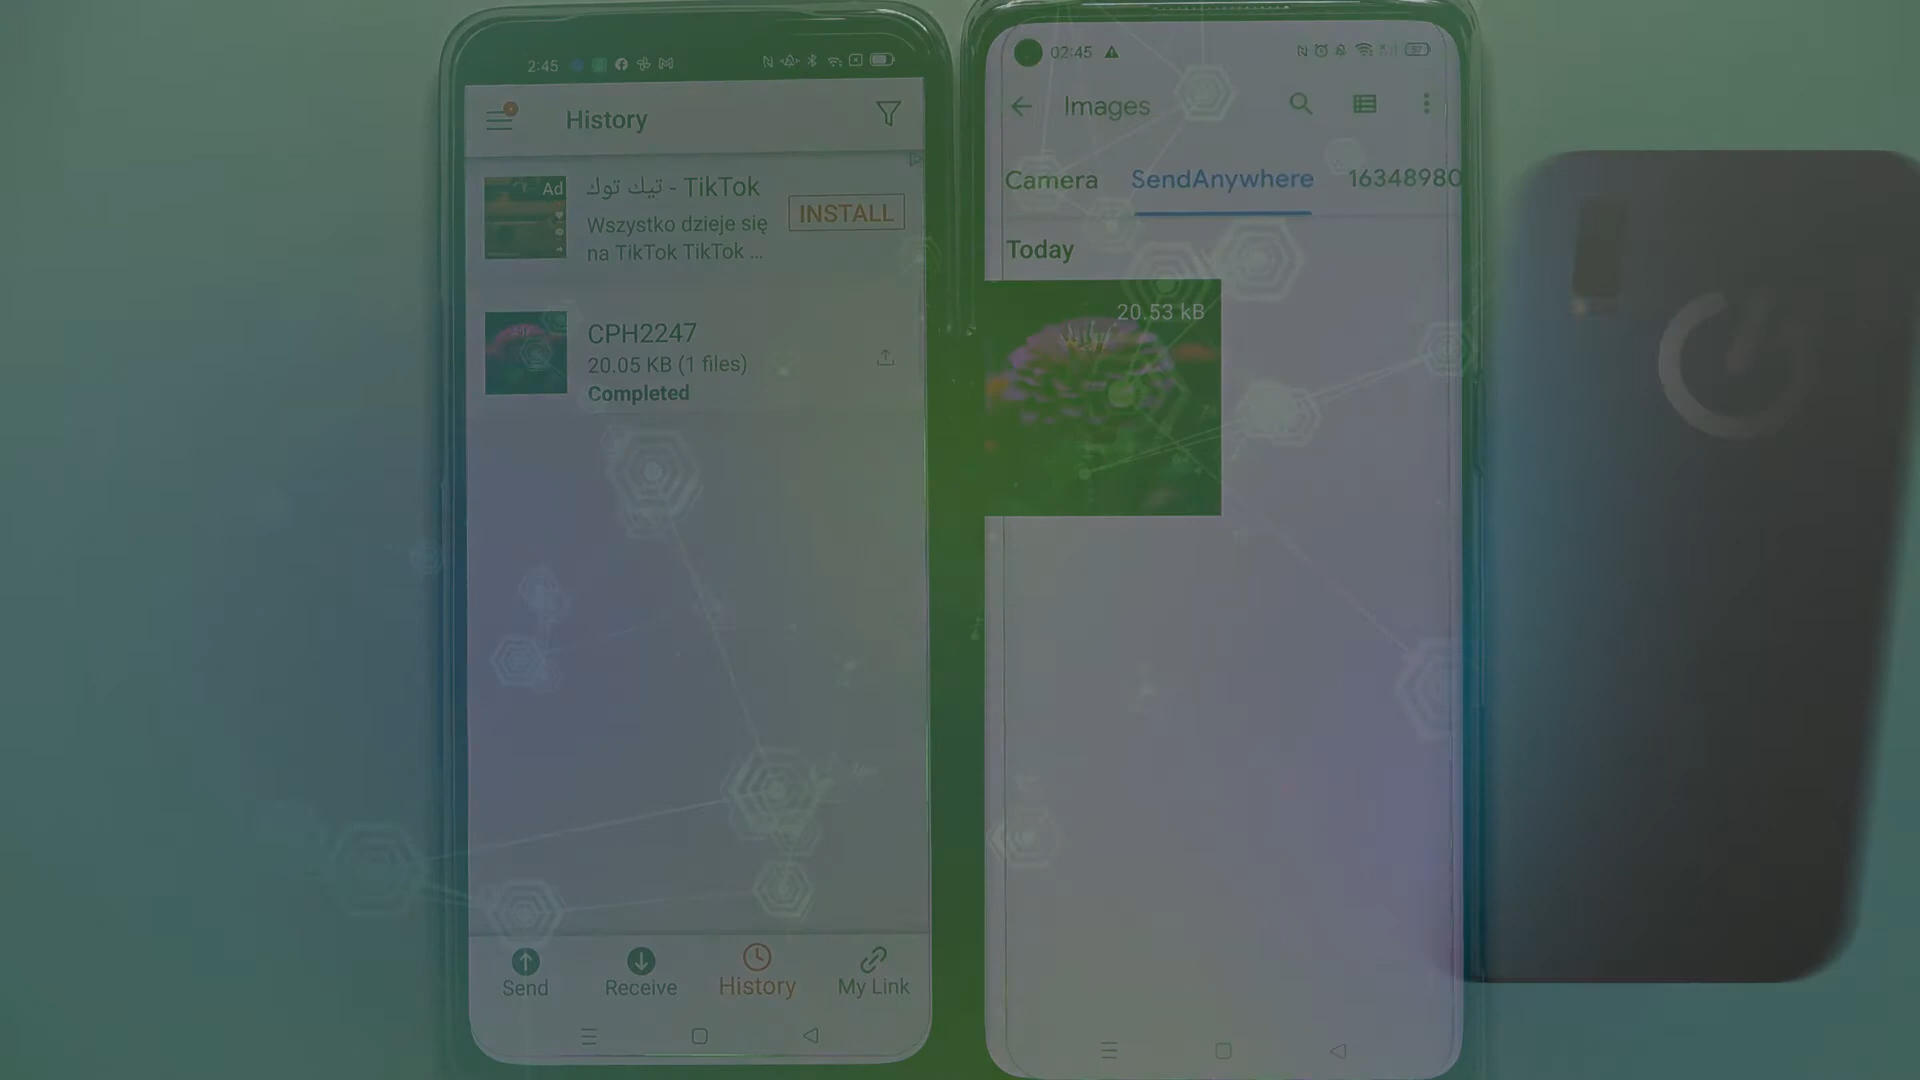 2:45
History
Ad
تيك توك - TikTok
Wszystko dzieje się
na TikTok TikTok ...
INSTALL
CPH2247
20.05 KB (1 files)
Completed
Send
Receive
History
My Link
02:45
57
Images
Camera
SendAnywhere
16348980
Today
20.53 kB